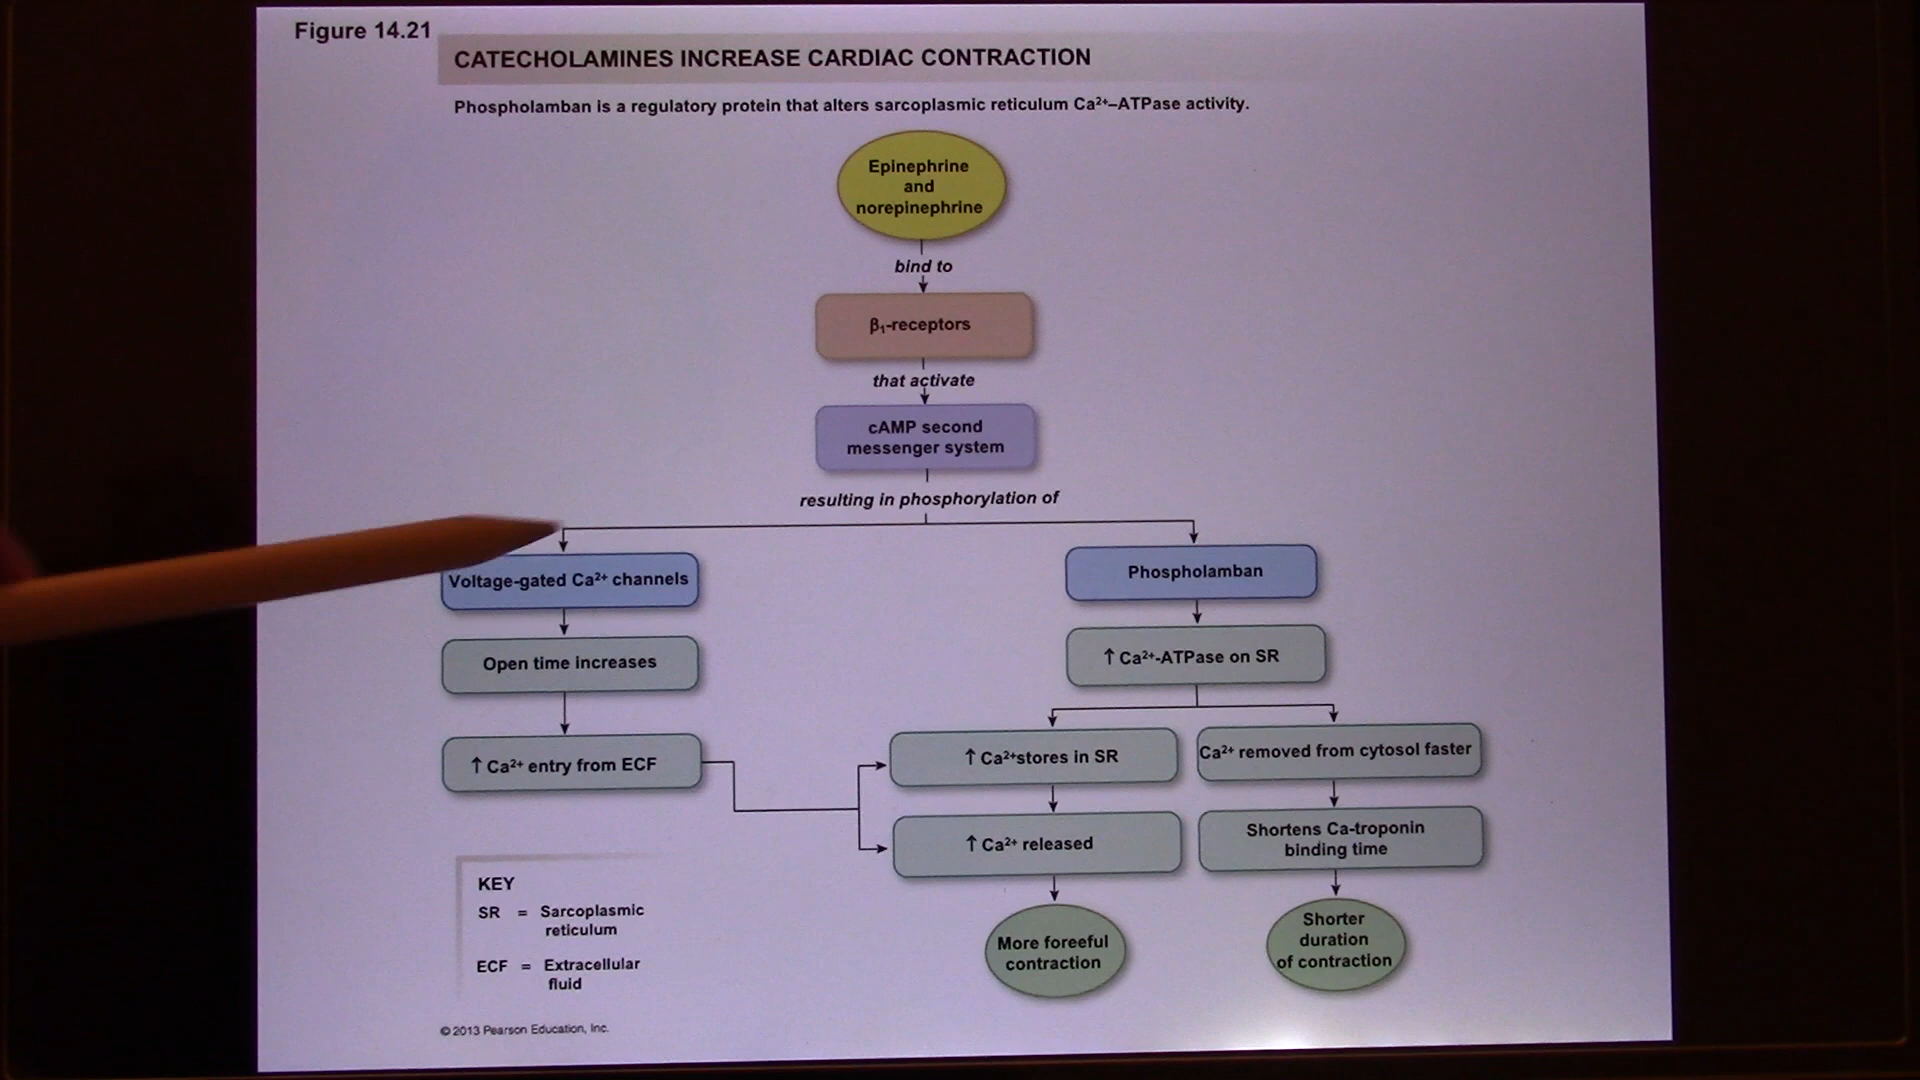 Figure 14.21
CATECHOLAMINES INCREASE CARDIAC CONTRACTION
Phospholamban is a regulatory protein that alters sarcoplasmic reticulum Ca²⁺–ATPase activity.
Epinephrine
and
norepinephrine
bind to
β₁-receptors
that activate
cAMP second
messenger system
resulting in phosphorylation of
Voltage-gated Ca²⁺ channels
Phospholamban
Open time increases
↑ Ca²⁺-ATPase on SR
↑ Ca²⁺ entry from ECF
↑ Ca²⁺stores in SR
Ca²⁺ removed from cytosol faster
↑ Ca²⁺ released
Shortens Ca-troponin
binding time
More foreeful
contraction
Shorter
duration
of contraction
KEY
SR = Sarcoplasmic
reticulum
ECF = Extracellular
fluid
© 2013 Pearson Education, Inc.